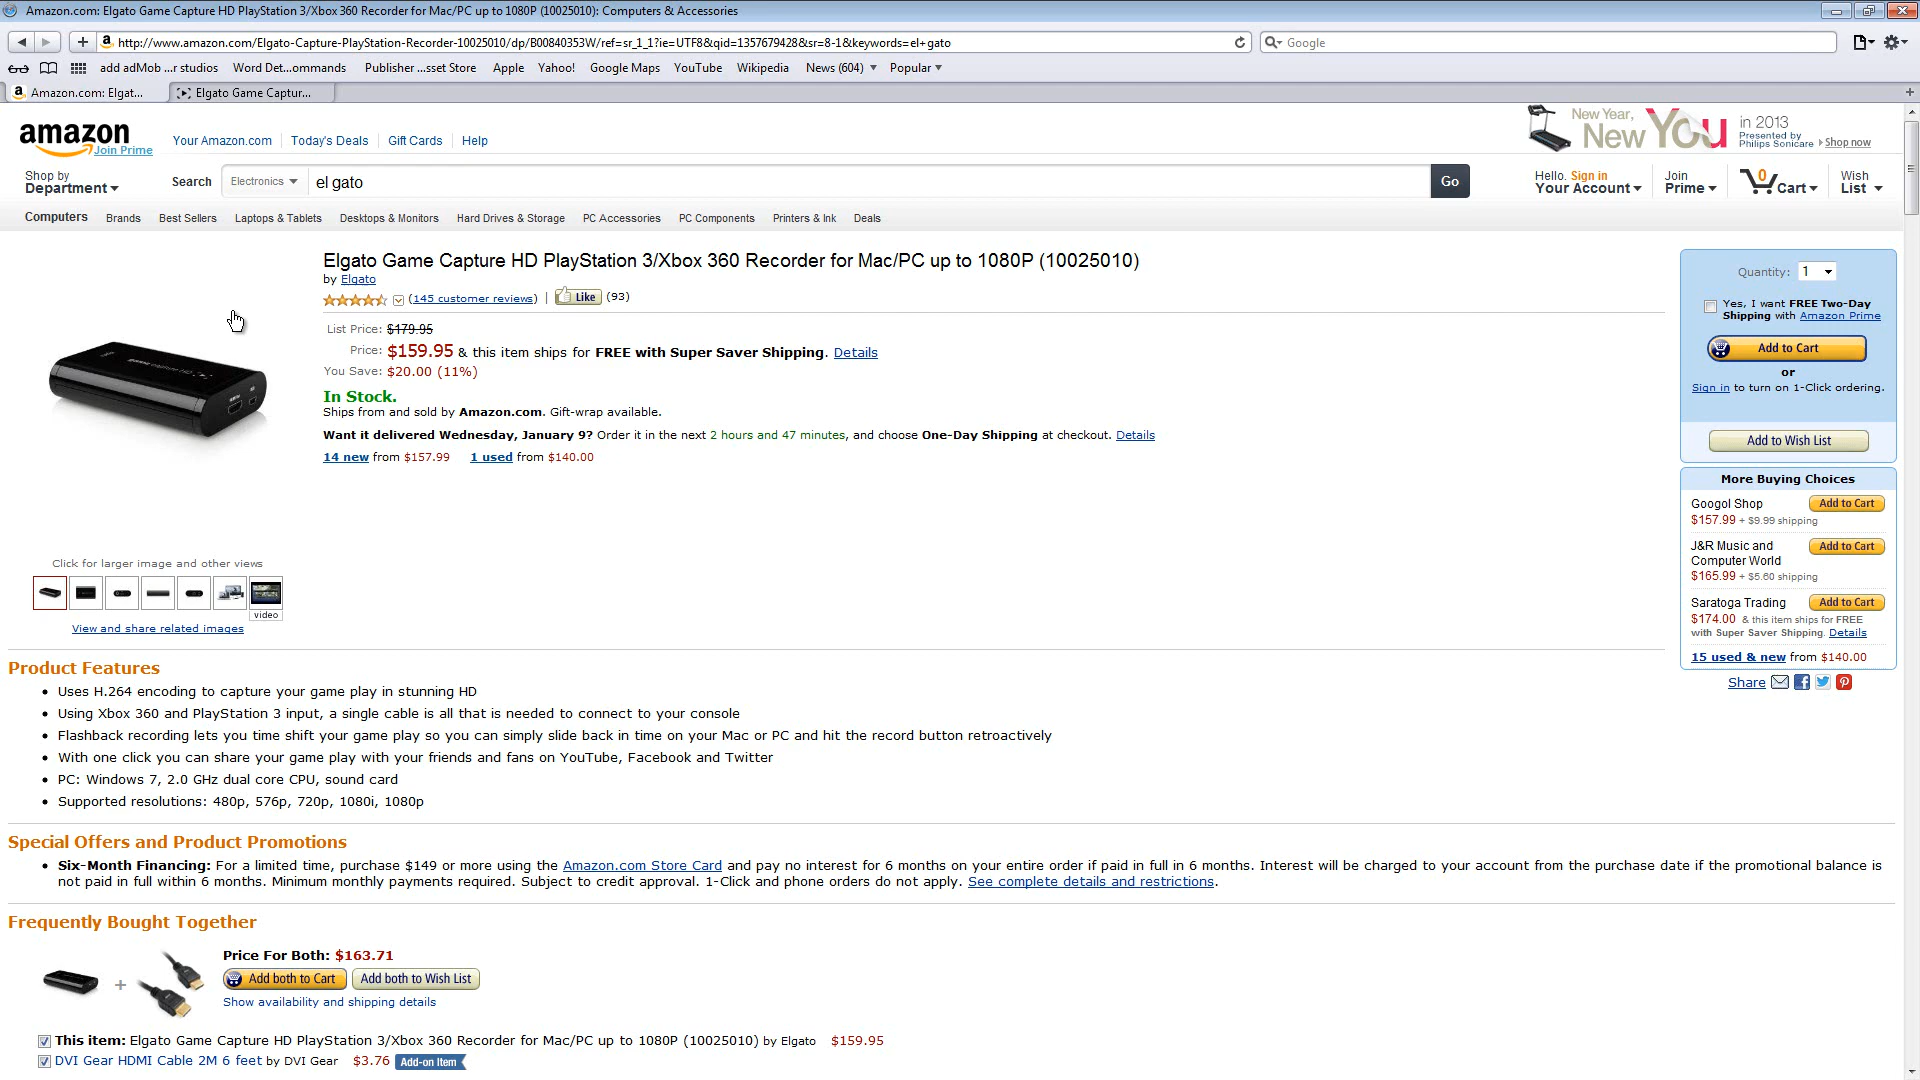 Amazon.com: Elgato Game Capture HD PlayStation 3/Xbox 360 Recorder for Mac/PC up to 1080P (10025010): Computers & Accessories
http://www.amazon.com/Elgato-Capture-PlayStation-Recorder-10025010/dp/B00840353W/ref=sr_1_1?ie=UTF8&qid=1357679428&sr=8-1&keywords=el+gato
Google
add adMob ...r studios Word Det...ommands Publisher ...sset Store Apple Yahoo! Google Maps YouTube Wikipedia News (604) Popular
Amazon.com: Elgat... Elgato Game Captur...
amazon
Join Prime
Your Amazon.com Today's Deals Gift Cards Help
New Year, New You in 2013
Presented by Philips Sonicare Shop now
Shop by Department
Search Electronics el gato Go
Hello. Sign in Your Account
Join Prime
0 Cart
Wish List
Computers Brands Best Sellers Laptops & Tablets Desktops & Monitors Hard Drives & Storage PC Accessories PC Components Printers & Ink Deals
Elgato Game Capture HD PlayStation 3/Xbox 360 Recorder for Mac/PC up to 1080P (10025010)
by Elgato
(145 customer reviews) | Like (93)
List Price: $179.95
Price: $159.95 & this item ships for FREE with Super Saver Shipping. Details
You Save: $20.00 (11%)
In Stock.
Ships from and sold by Amazon.com. Gift-wrap available.
Want it delivered Wednesday, January 9? Order it in the next 2 hours and 47 minutes, and choose One-Day Shipping at checkout. Details
14 new from $157.99 1 used from $140.00
Click for larger image and other views
video
View and share related images
Quantity: 1
Yes, I want FREE Two-Day
Shipping with Amazon Prime
Add to Cart
or
Sign in to turn on 1-Click ordering.
Add to Wish List
More Buying Choices
Googol Shop Add to Cart
$157.99 + $9.99 shipping
J&R Music and Add to Cart
Computer World
$165.99 + $5.60 shipping
Saratoga Trading Add to Cart
$174.00 & this item ships for FREE
with Super Saver Shipping. Details
15 used & new from $140.00
Share
Product Features
Uses H.264 encoding to capture your game play in stunning HD
Using Xbox 360 and PlayStation 3 input, a single cable is all that is needed to connect to your console
Flashback recording lets you time shift your game play so you can simply slide back in time on your Mac or PC and hit the record button retroactively
With one click you can share your game play with your friends and fans on YouTube, Facebook and Twitter
PC: Windows 7, 2.0 GHz dual core CPU, sound card
Supported resolutions: 480p, 576p, 720p, 1080i, 1080p
Special Offers and Product Promotions
Six-Month Financing: For a limited time, purchase $149 or more using the Amazon.com Store Card and pay no interest for 6 months on your entire order if paid in full in 6 months. Interest will be charged to your account from the purchase date if the promotional balance is
not paid in full within 6 months. Minimum monthly payments required. Subject to credit approval. 1-Click and phone orders do not apply. See complete details and restrictions.
Frequently Bought Together
Price For Both: $163.71
Add both to Cart Add both to Wish List
Show availability and shipping details
This item: Elgato Game Capture HD PlayStation 3/Xbox 360 Recorder for Mac/PC up to 1080P (10025010) by Elgato $159.95
DVI Gear HDMI Cable 2M 6 feet by DVI Gear $3.76 Add-on Item